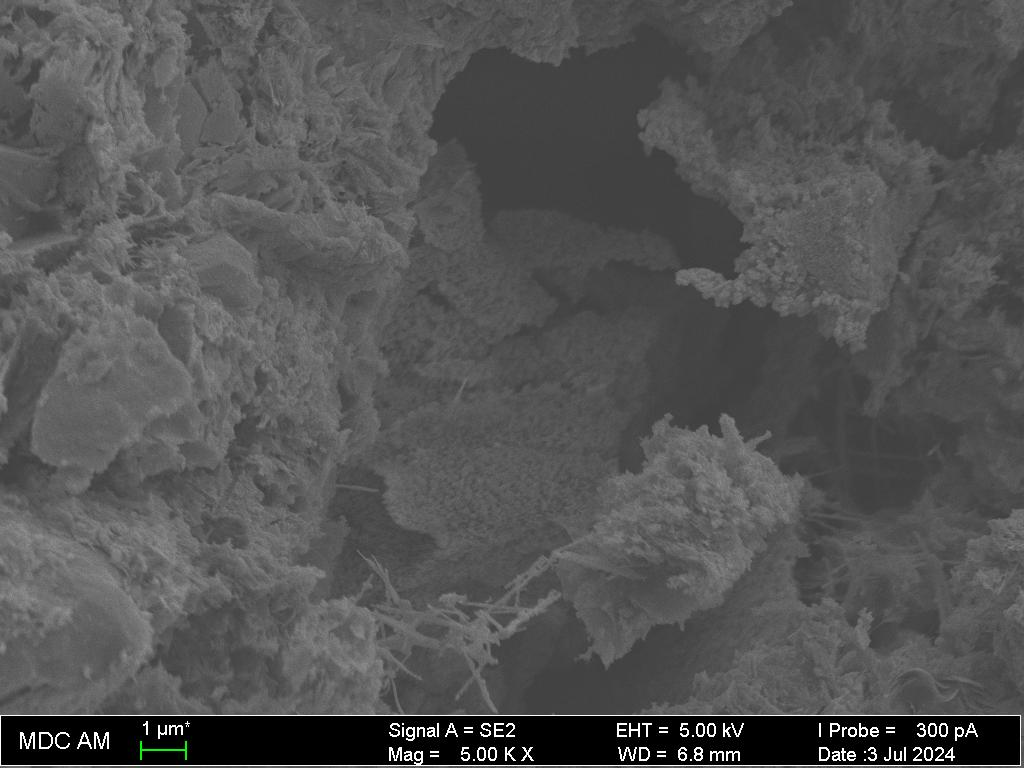 MDC AM
1 µm*
Signal A = SE2
Mag = 5.00 K X
EHT = 5.00 kV
WD = 6.8 mm
I Probe = 300 pA
Date :3 Jul 2024